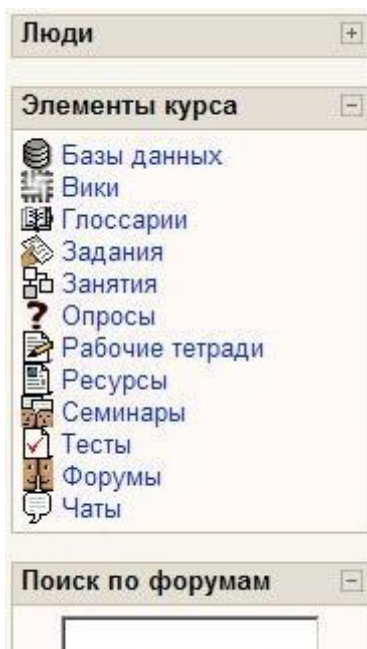 Люди
Элементы курса
Базы данных
Вики
Глоссарии
Задания
Занятия
Опросы
Рабочие тетради
Ресурсы
Семинары
Тесты
Форумы
Чаты
Поиск по форумам